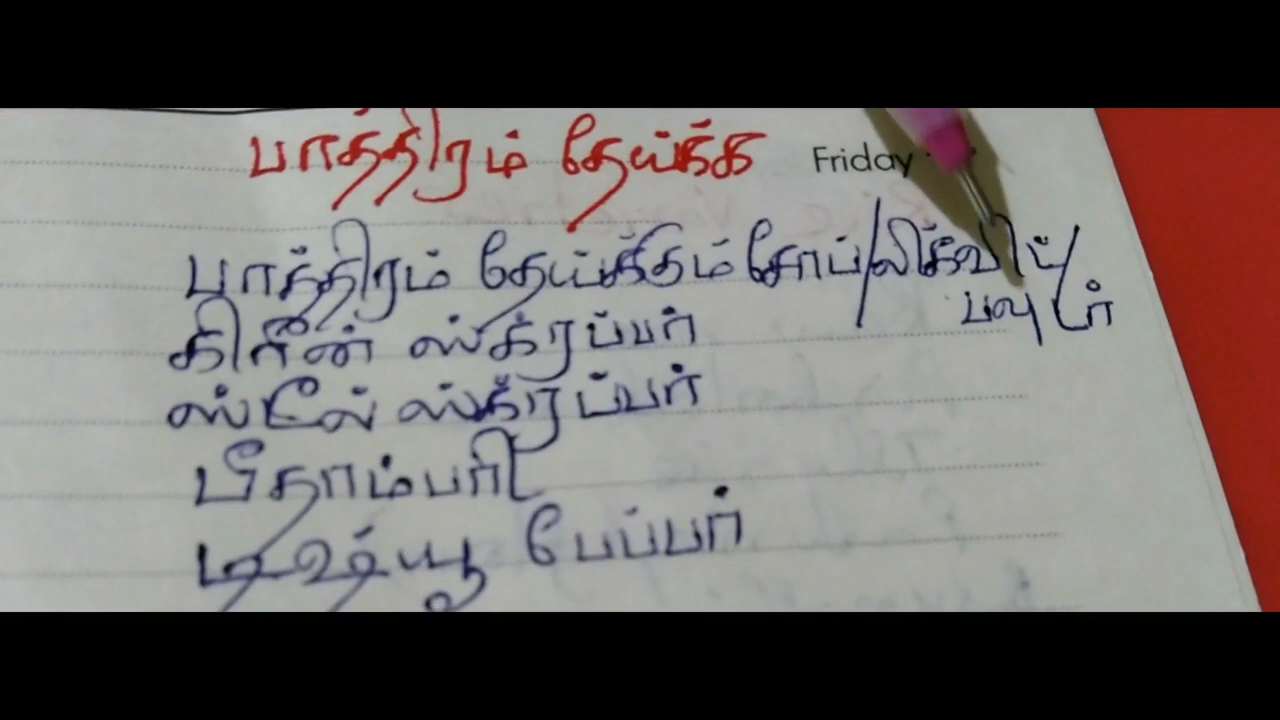 பாத்திரம் தேய்க்க Friday
பாத்திரம் தேய்க்கும் சோப்/லிக்விட்/
பவுடர்
கிரீன் ஸ்க்ரப்பர்
ஸ்டீல் ஸ்க்ரப்பர்
பீதாம்பரி
டிஷ்யூ பேப்பர்